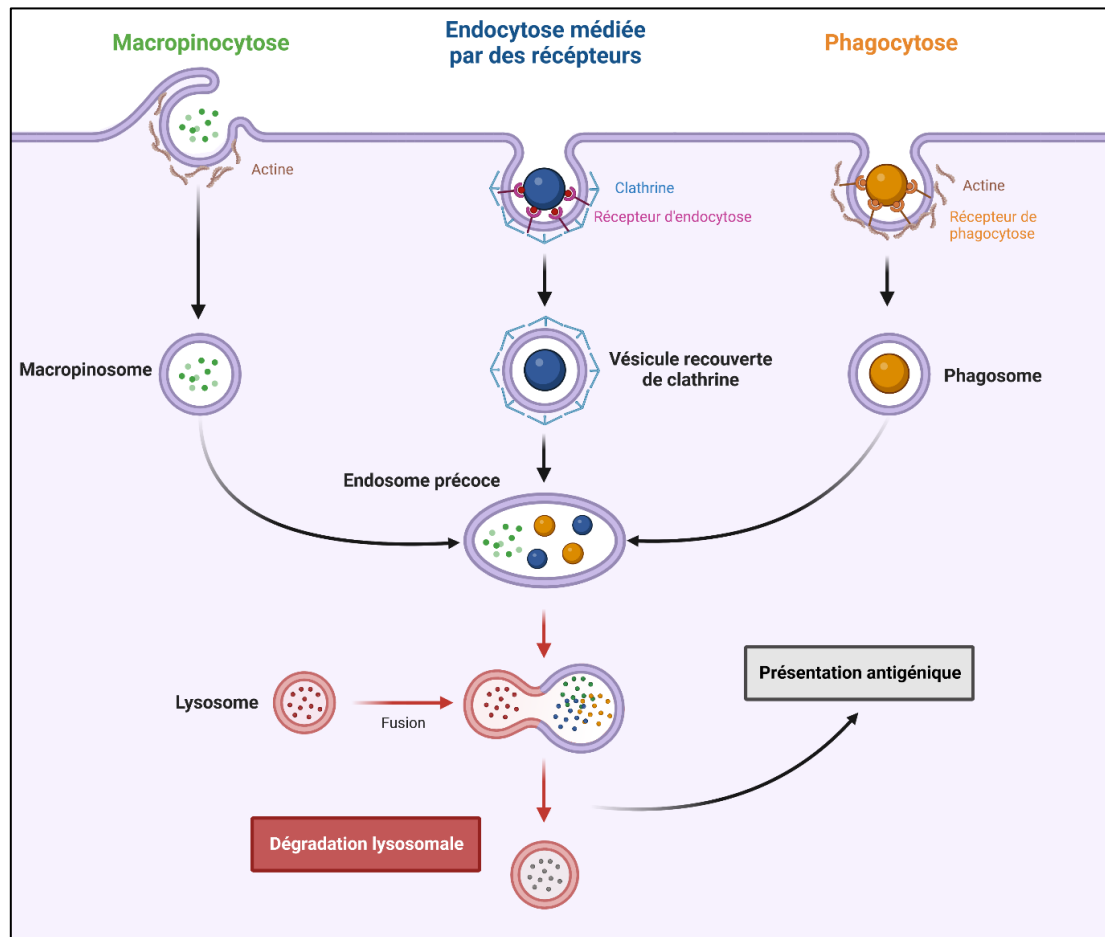 Macropinocytose
Endocytose médiée
par des récépteurs
Phagocytose
Actine
Clathrine
Récepteur d'endocytose
Actine
Récepteur de
phagocytose
Macropinosome
Vésicule recouverte
de clathrine
Phagosome
Endosome précoce
Lysosome
Fusion
Présentation antigénique
Dégradation lysosomale